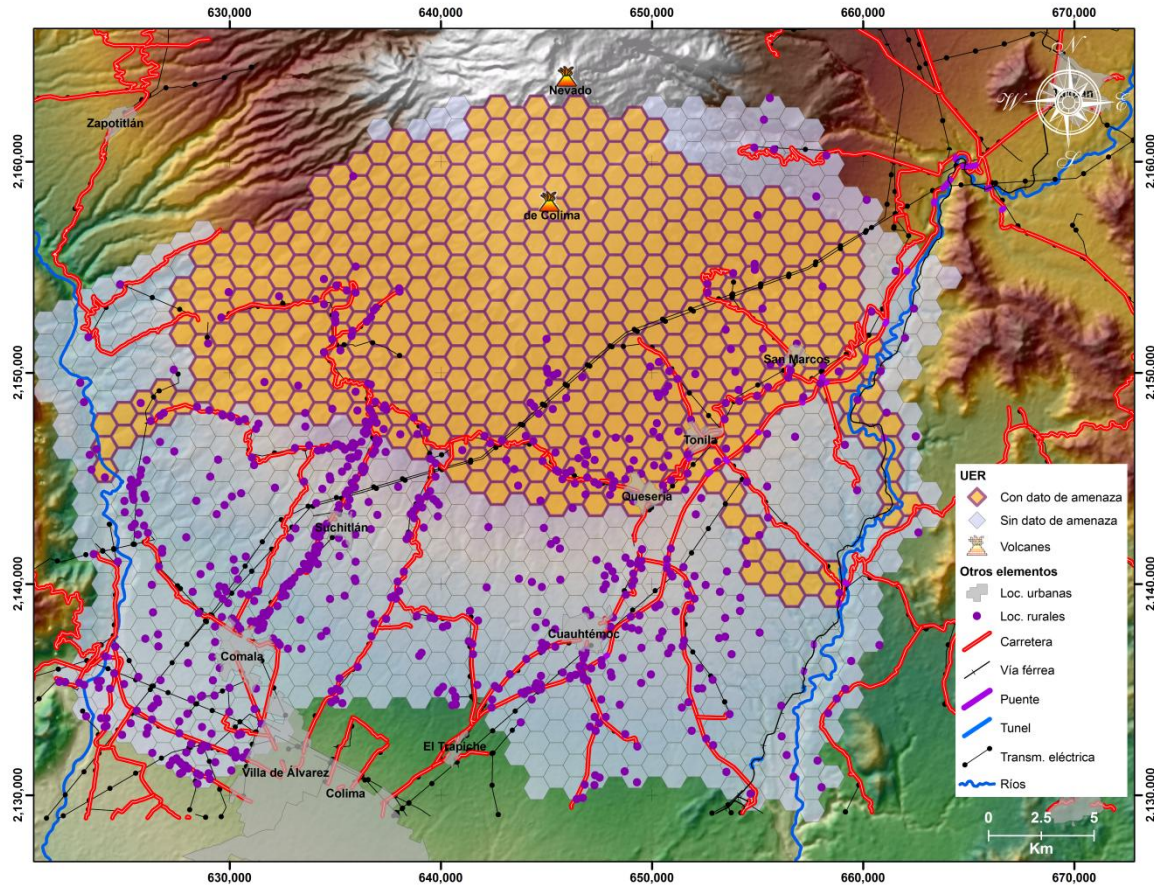 630,000 640,000 650,000 660,000 670,000
2,160,000
2,150,000
2,140,000
2,130,000
2,160,000
2,150,000
2,140,000
2,130,000
N
W E
S
Nevado
Zapotitlán
de Colima
San Marcos
Tonila
Quesería
Suchitlán
Cuauhtémoc
Comala
El Trapiche
Villa de Álvarez
Colima
UER
Con dato de amenaza
Sin dato de amenaza
Volcanes
Otros elementos
Loc. urbanas
Loc. rurales
Carretera
Vía férrea
Puente
Tunel
Transm. eléctrica
Ríos
0 2.5 5
Km
630,000 640,000 650,000 660,000 670,000